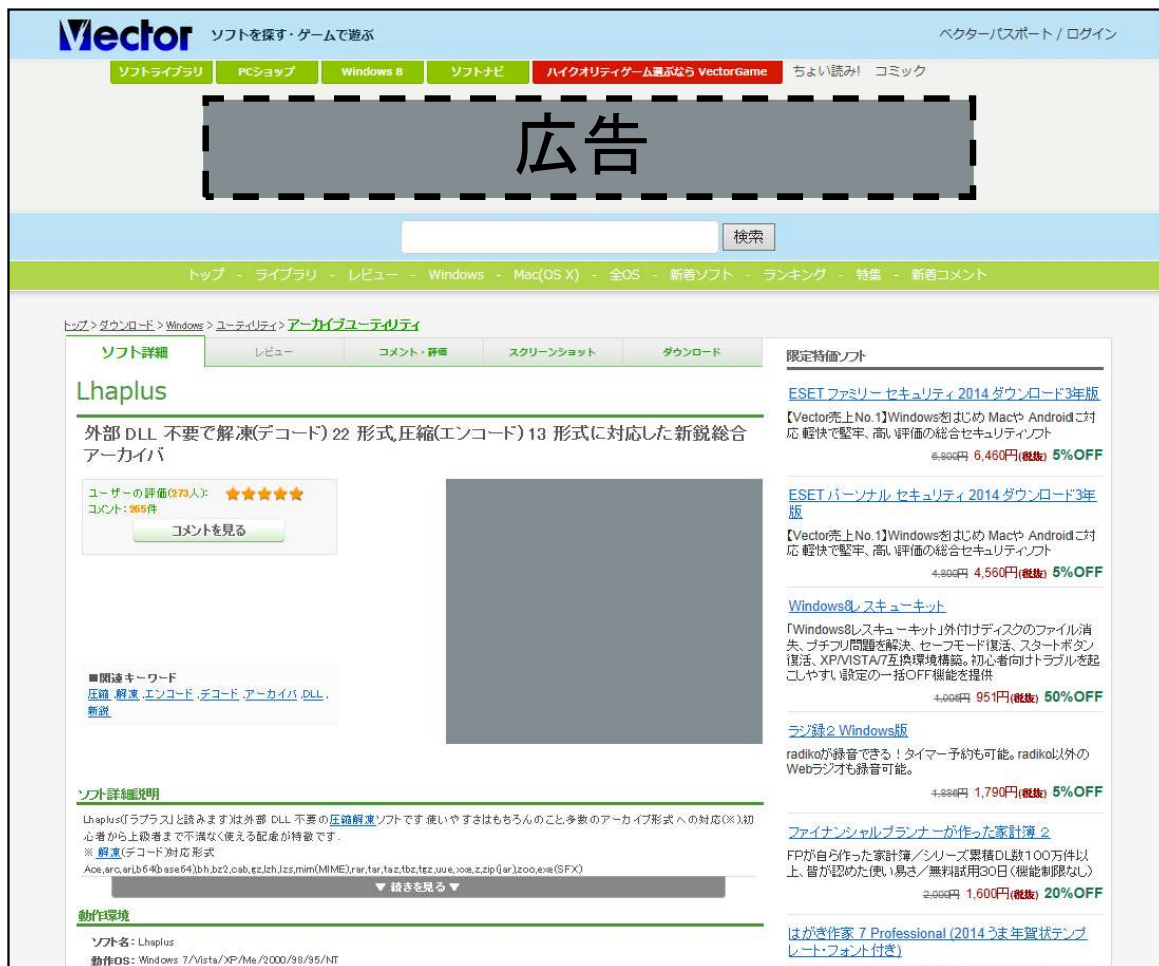 Vector ソフトを探す・ゲームで遊ぶ
ベクターパスポート / ログイン
ソフトライブラリ PCショップ Windows 8 ソフトナビ ハイクオリティゲーム選ぶなら VectorGame ちょい読み! コミック
広告
検索
トップ - ライブラリ - レビュー - Windows - Mac(OS X) - 全OS - 新着ソフト - ランキング - 特集 - 新着コメント
トップ > ダウンロード > Windows > ユーティリティ > アーカイブユーティリティ
ソフト詳細 レビュー コメント・評価 スクリーンショット ダウンロード
Lhaplus
外部 DLL 不要で解凍(デコード) 22 形式,圧縮(エンコード) 13 形式に対応した新鋭総合
アーカイバ
ユーザーの評価(273人): ★★★★★
コメント：265件
コメントを見る
■関連キーワード
圧縮 ,解凍 ,エンコード ,デコード ,アーカイバ ,DLL ,
新鋭
ソフト詳細説明
Lhaplus(「ラプラス」と読みます)は外部 DLL 不要の圧縮解凍ソフトです.使いやすさはもちろんのこと,多数のアーカイブ形式への対応(※),初
心者から上級者まで不満なく使える配慮が特徴です.
※ 解凍(デコード)対応形式
Ace,arc,arj,b64(base64),bh,bz2,cab,gz,lzh,lzs,mim(MIME),rar,tar,taz,tbz,tgz,uue,xxe,z,zip(jar),zoo,exe(SFX)
▼ 続きを見る ▼
動作環境
ソフト名：Lhaplus
動作OS：Windows 7/Vista/XP/Me/2000/98/95/NT
限定特価ソフト
ESET ファミリー セキュリティ 2014 ダウンロード3年版
【Vector売上No.1】Windowsをはじめ Macや Androidに対
応 軽快で堅牢、高い評価の総合セキュリティソフト
6,800円 6,460円(税抜) 5%OFF
ESET パーソナル セキュリティ 2014 ダウンロード3年
版
【Vector売上No.1】Windowsをはじめ Macや Androidに対
応 軽快で堅牢、高い評価の総合セキュリティソフト
4,800円 4,560円(税抜) 5%OFF
Windows8レスキューキット
「Windows8レスキューキット」外付けディスクのファイル消
失、プチフリ問題を解決、セーフモード復活、スタートボタン
復活、XP/VISTA/7互換環境構築。初心者向けトラブルを起
こしやすい設定の一括OFF機能を提供
951円(税抜) 50%OFF
ラジ録2 Windows版
radikoが録音できる！タイマー予約も可能。radiko以外の
Webラジオも録音可能。
1,790円(税抜) 5%OFF
ファイナンシャルプランナーが作った家計簿 2
FPが自ら作った家計簿／シリーズ累積DL数100万件以
上、皆が認めた使い易さ／無料試用30日(機能制限なし)
2,000円 1,600円(税抜) 20%OFF
はがき作家 7 Professional (2014うま年賀状テンプ
レート・フォント付き)